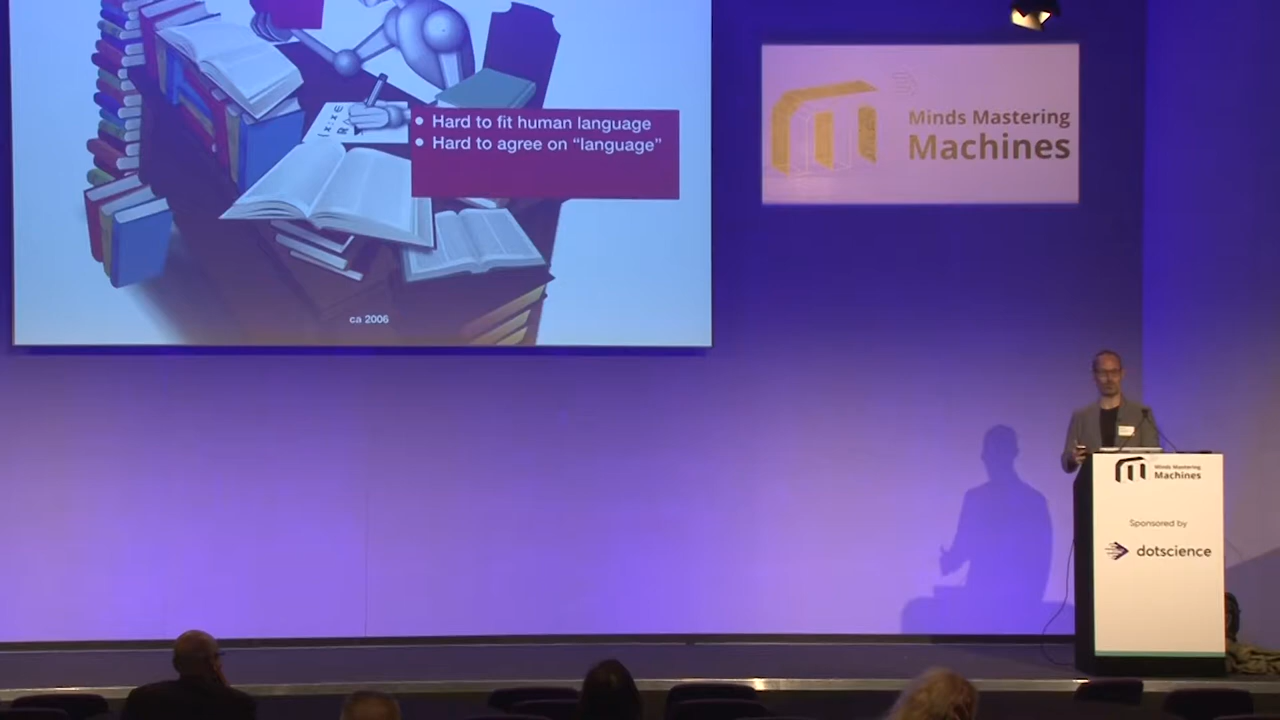 Hard to fit human language
Hard to agree on “language”
ca 2006
Minds Mastering
Machines
Minds Mastering
Machines
Sponsored by
dotscience